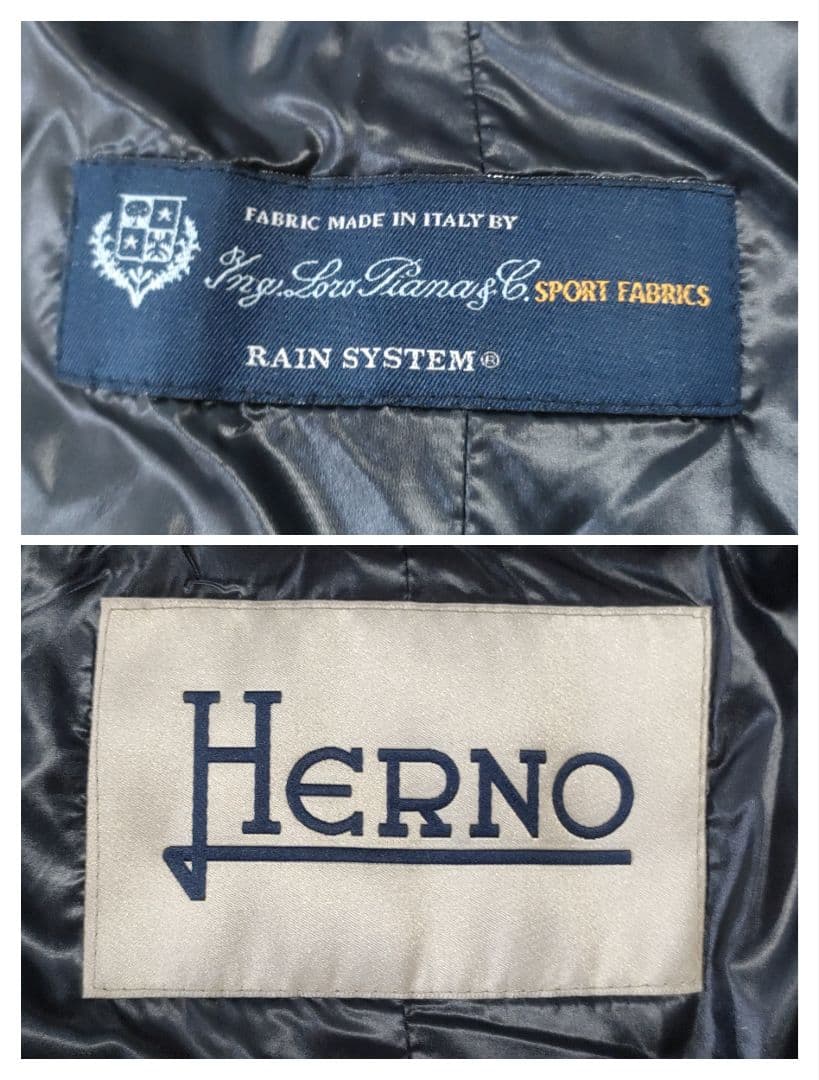 FABRIC MADE IN ITALY BY
Ing. Loro Piana & C. SPORT FABRICS
RAIN SYSTEM®
HERNO